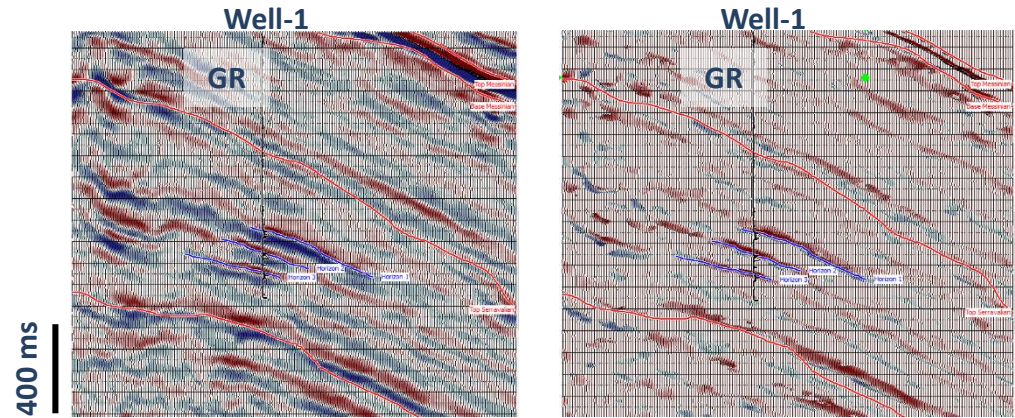 Well-1
GR
Top Messinian
Base Messinian
Horizon 2
Horizon 1
Horizon 3
Top Serravalian
400 ms
Well-1
GR
Top Messinian
Base Messinian
Horizon 2
Horizon 1
Horizon 3
Top Serravalian